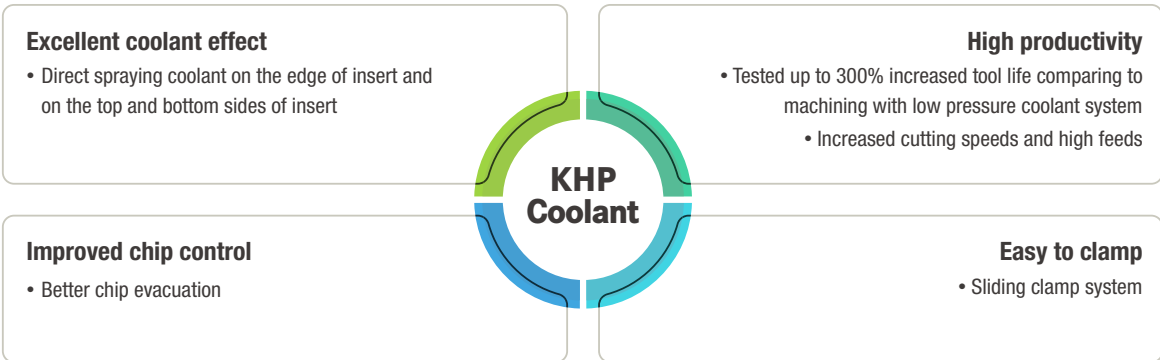 Excellent coolant effect
• Direct spraying coolant on the edge of insert and
on the top and bottom sides of insert
High productivity
• Tested up to 300% increased tool life comparing to
machining with low pressure coolant system
• Increased cutting speeds and high feeds
KHP
Coolant
Improved chip control
• Better chip evacuation
Easy to clamp
• Sliding clamp system